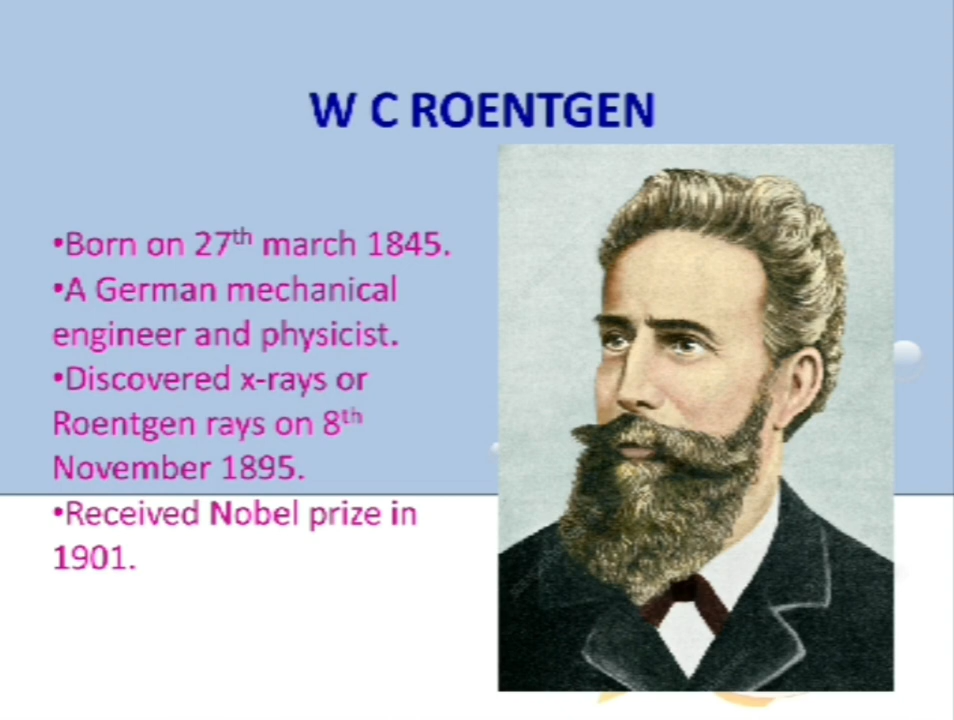 W C ROENTGEN
•Born on 27th march 1845.
•A German mechanical
engineer and physicist.
•Discovered x-rays or
Roentgen rays on 8th
November 1895.
•Received Nobel prize in
1901.